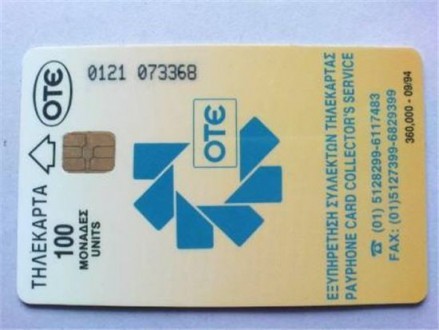 ΟΤΕ
0121 073368
ΟΤΕ
ΤΗΛΕΚΑΡΤΑ
100
ΜΟΝΑΔΕΣ
UNITS
ΕΞΥΠΗΡΕΤΗΣΗ ΣΥΛΛΕΚΤΩΝ ΤΗΛΕΚΑΡΤΑΣ
PAYPHONE CARD COLLECTOR'S SERVICE
☎ (01) 5128299-6117483
FAX: (01)5127399-6829399
360,000 - 09/94